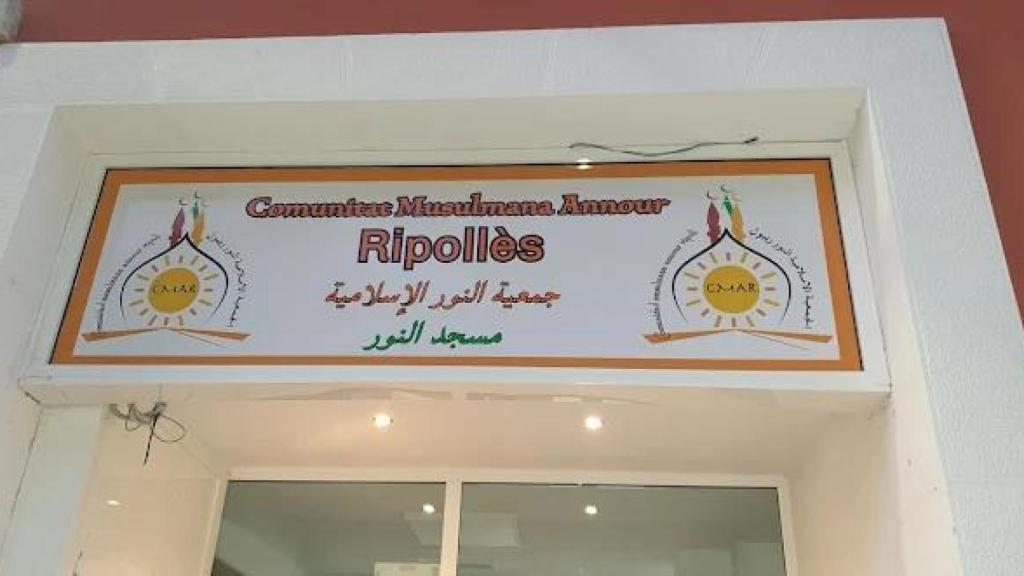 Comunitat Musulmana Annour
Ripollès
جمعية النور الإسلامية
مسجد النور
CMAR
CMAR